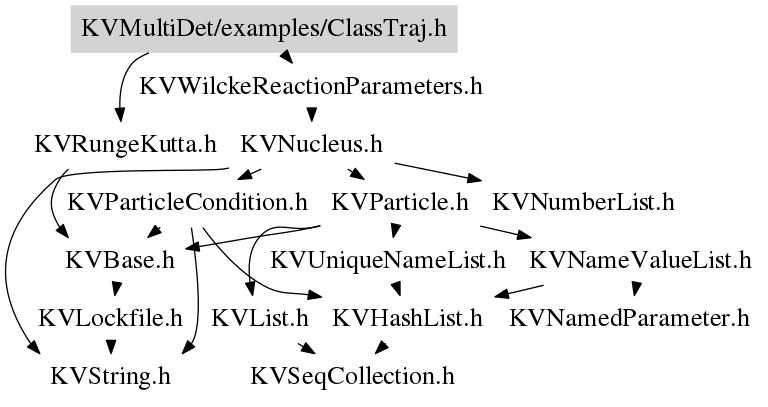 KVMultiDet/examples/ClassTraj.h
KVWilckeReactionParameters.h
KVRungeKutta.h
KVNucleus.h
KVParticleCondition.h
KVParticle.h
KVNumberList.h
KVBase.h
KVUniqueNameList.h
KVNameValueList.h
KVLockfile.h
KVList.h
KVHashList.h
KVNamedParameter.h
KVString.h
KVSeqCollection.h